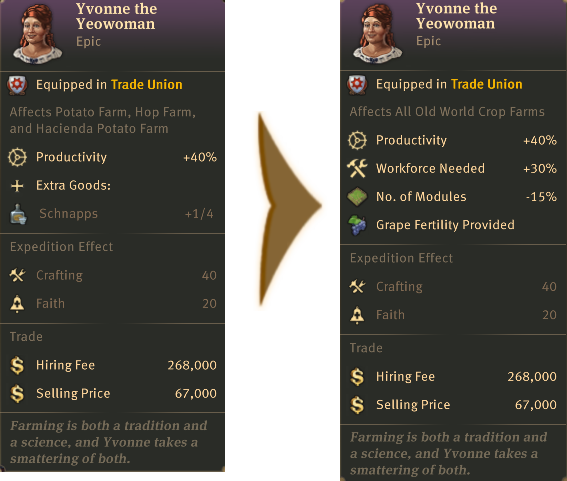 Yvonne the
Yeowoman
Epic
Equipped in Trade Union
Affects Potato Farm, Hop Farm,
and Hacienda Potato Farm
Productivity +40%
Extra Goods:
Schnapps +1/4
Expedition Effect
Crafting 40
Faith 20
Trade
Hiring Fee 268,000
Selling Price 67,000
Farming is both a tradition and
a science, and Yvonne takes a
smattering of both.
Yvonne the
Yeowoman
Epic
Equipped in Trade Union
Affects All Old World Crop Farms
Productivity +40%
Workforce Needed +30%
No. of Modules -15%
Grape Fertility Provided
Expedition Effect
Crafting 40
Faith 20
Trade
Hiring Fee 268,000
Selling Price 67,000
Farming is both a tradition and
a science, and Yvonne takes a
smattering of both.